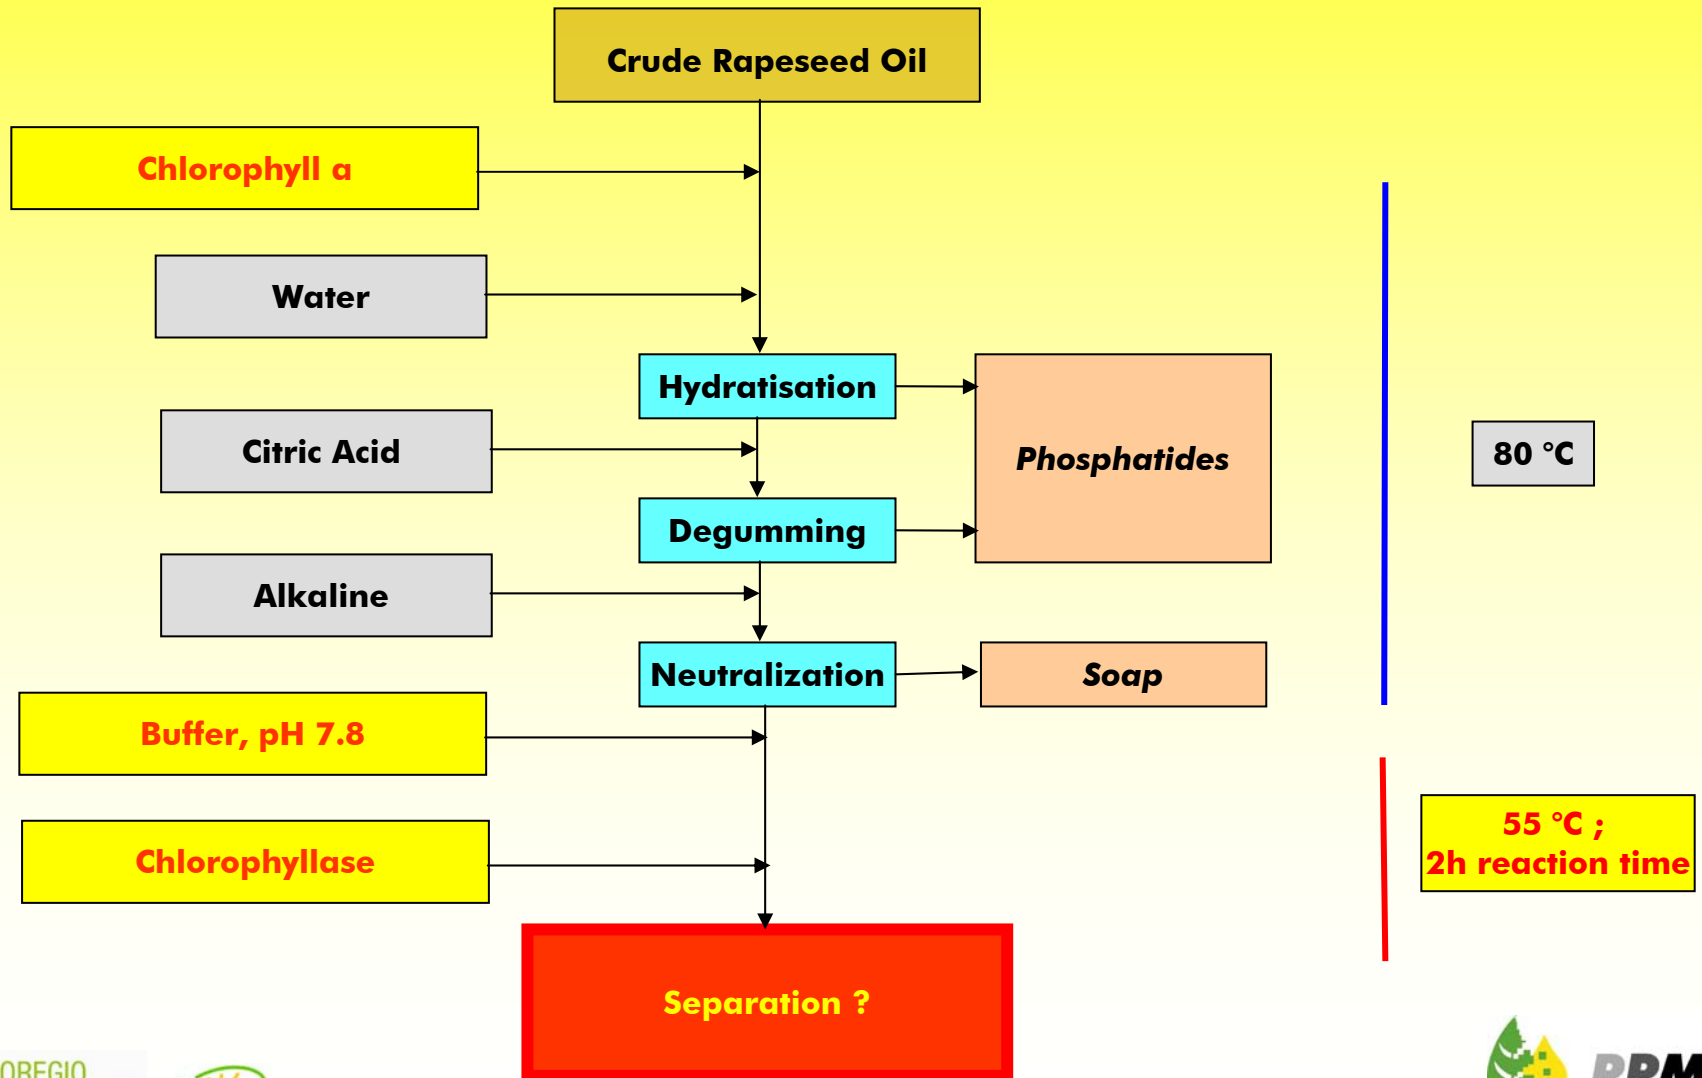 Crude Rapeseed Oil
Chlorophyll a
Water
Hydratisation
Citric Acid
Phosphatides
80 °C
Degumming
Alkaline
Neutralization
Soap
Buffer, pH 7.8
55 °C ;
2h reaction time
Chlorophyllase
Separation ?